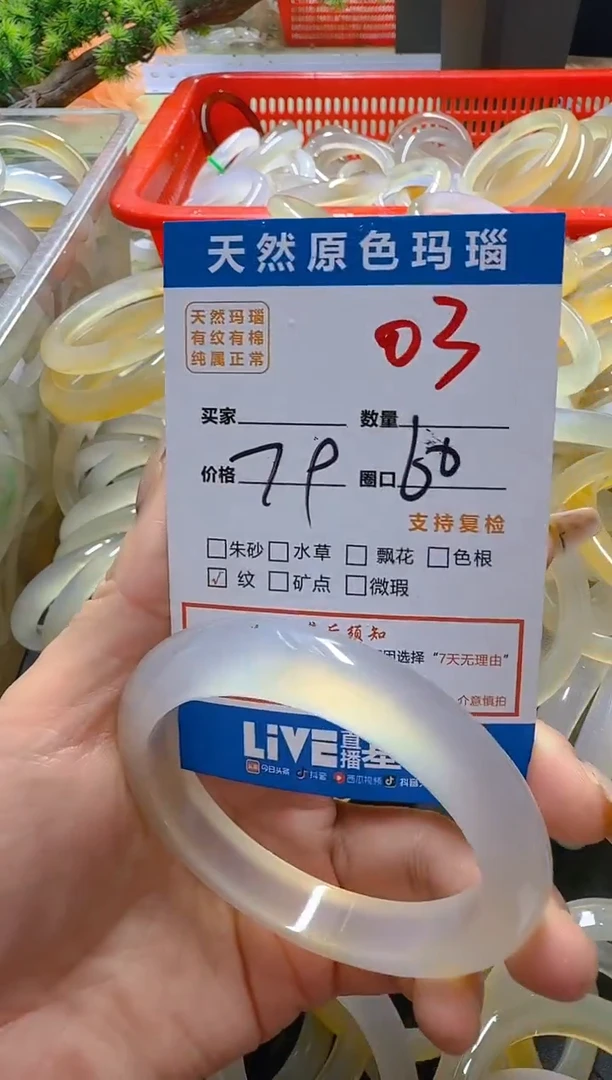 天然原色玛瑙
天然玛瑙
有纹有棉
纯属正常
03
买家 数量
价格 79 圈口 60
支持复检
朱砂 水草 飘花 色根
✓ 纹 矿点 微瑕
须知
选择“7天无理由”
介意慎拍
LiVE 直播
今日头条 抖音 西瓜视频 抖音